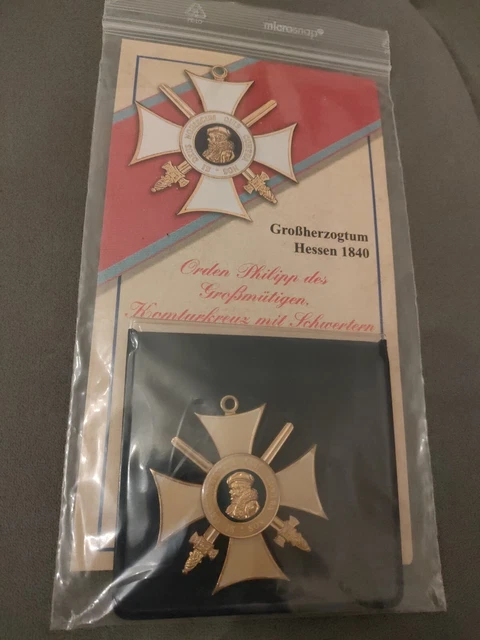 microsnap®
Großherzogtum
Hessen 1840
Orden Philipp des
Großmütigen,
Komturkreuz mit Schwertern